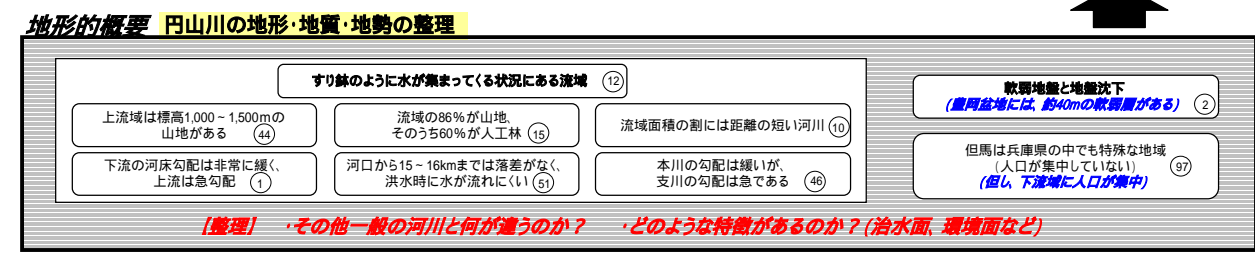 地形的概要 円山川の地形・地質・地勢の整理
すり鉢のように水が集まってくる状況にある流域 12
上流域は標高1,000～1,500mの
山地がある 44
流域の86%が山地、
そのうち60%が人工林 15
流域面積の割には距離の短い河川 10
下流の河床勾配は非常に緩く、
上流は急勾配 1
河口から15～16kmまでは落差がなく、
洪水時に水が流れにくい 51
本川の勾配は緩いが、
支川の勾配は急である 46
軟弱地盤と地盤沈下
(豊岡盆地には、約40mの軟弱層がある) 2
但馬は兵庫県の中でも特殊な地域
(人口が集中していない) 97
(但し、下流域に人口が集中)
【整理】 ・その他一般の河川と何が違うのか？ ・どのような特徴があるのか？(治水面、環境面など)